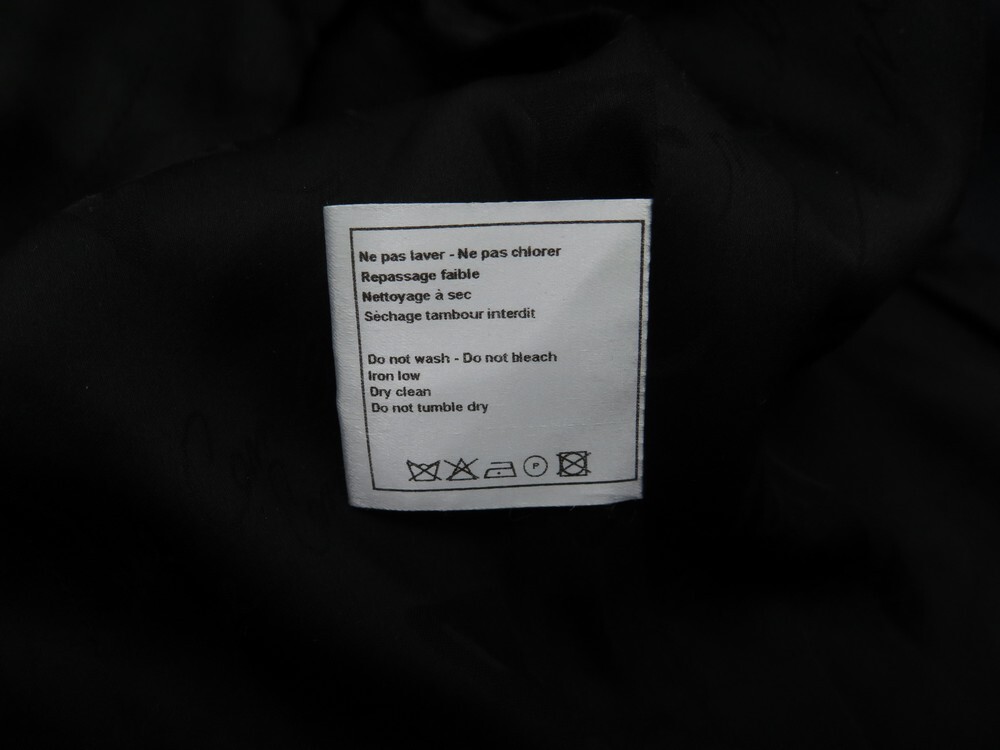 Ne pas laver - Ne pas chlorer
Repassage faible
Nettoyage à sec
Séchage tambour interdit
Do not wash - Do not bleach
Iron low
Dry clean
Do not tumble dry
P